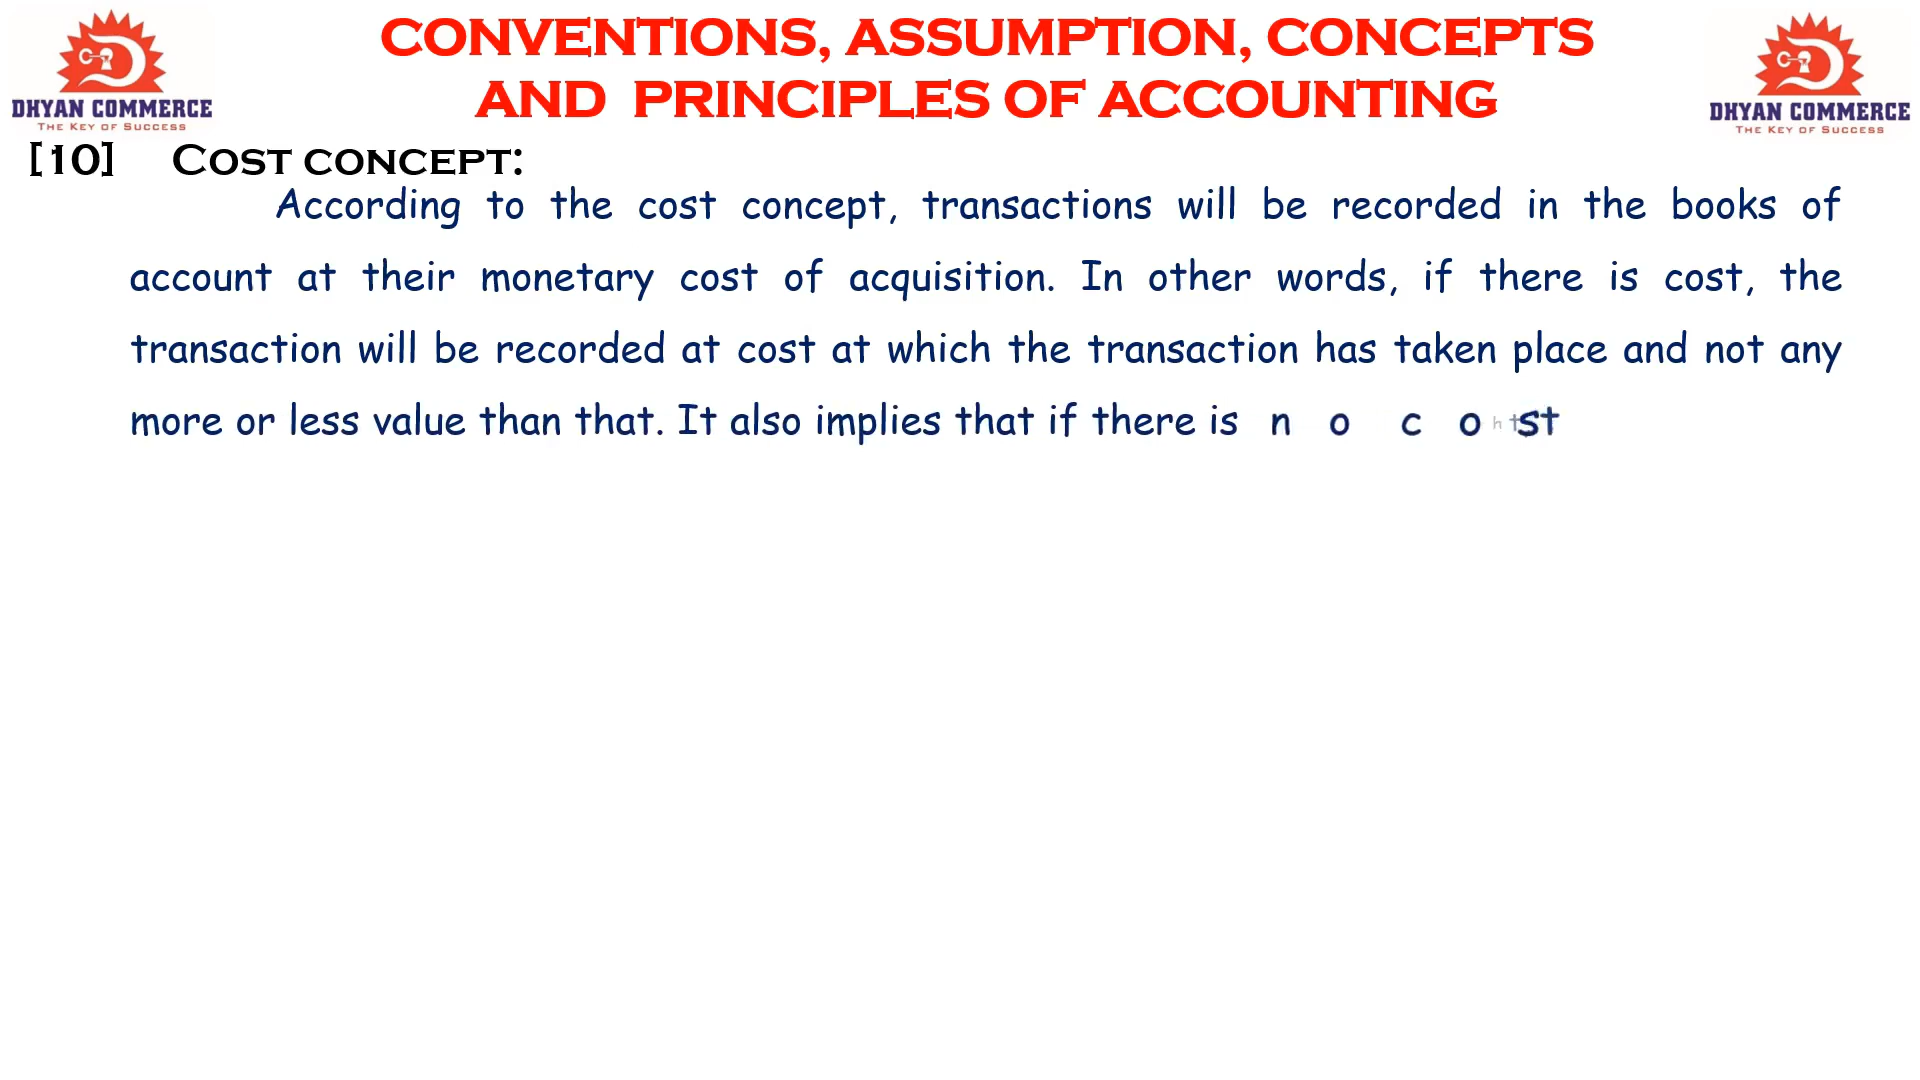 CONVENTIONS, ASSUMPTION, CONCEPTS
AND PRINCIPLES OF ACCOUNTING
DHYAN COMMERCE
THE KEY OF SUCCESS
DHYAN COMMERCE
THE KEY OF SUCCESS
[10] COST CONCEPT:
According to the cost concept, transactions will be recorded in the books of
account at their monetary cost of acquisition. In other words, if there is cost, the
transaction will be recorded at cost at which the transaction has taken place and not any
more or less value than that. It also implies that if there is no cost